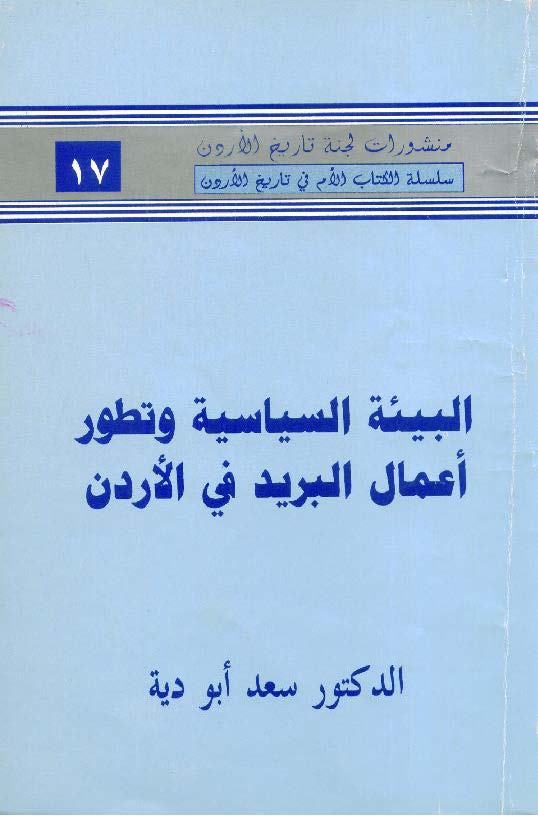 منشورات لجنة تاريخ الأردن
سلسلة الكتاب الأم في تاريخ الأردن
١٧
البيئة السياسية وتطور
أعمال البريد في الأردن
الدكتور سعد أبو دية